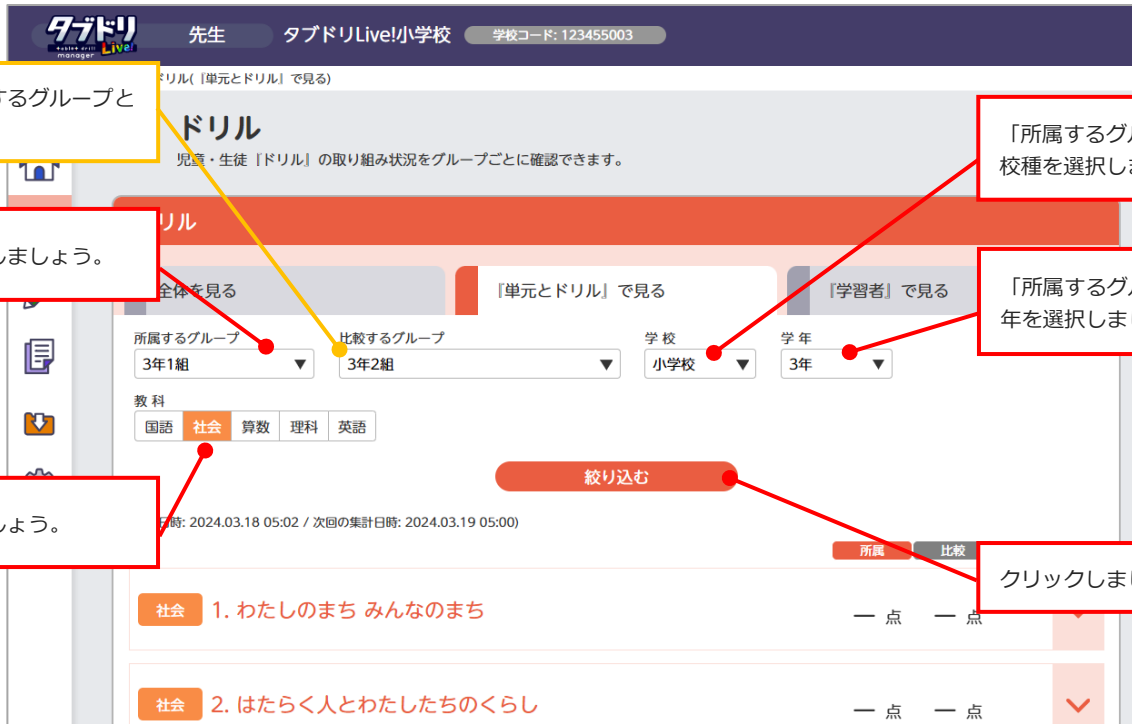 タブドリ Live!
tablet drill
manager
先生
タブドリLive!小学校
学校コード: 123455003
ドリル(『単元とドリル』で見る)
するグループと
ドリル
児童・生徒『ドリル』の取り組み状況をグループごとに確認できます。
「所属するグル
校種を選択しま
リル
しましょう。
全体を見る
『単元とドリル』で見る
『学習者』で見る
「所属するグル
年を選択しまし
所属するグループ
比較するグループ
学校
学年
3年1組
3年2組
小学校
3年
教科
国語 社会 算数 理科 英語
絞り込む
しょう。
日時: 2024.03.18 05:02 / 次回の集計日時: 2024.03.19 05:00)
所属 比較
クリックしまし
社会 1. わたしのまち みんなのまち
― 点 ― 点
社会 2. はたらく人とわたしたちのくらし
― 点 ― 点